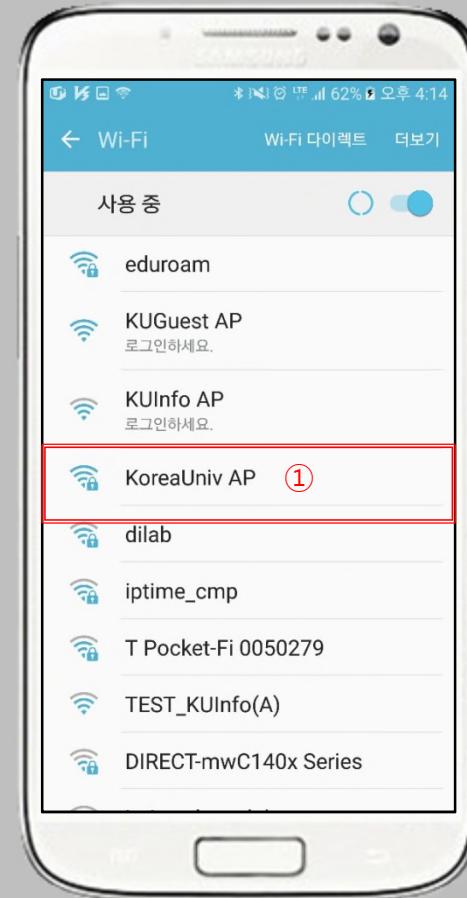 SAMSUNG
LTE 62% 오후 4:14
Wi-Fi Wi-Fi 다이렉트 더보기
사용 중
eduroam
KUGuest AP
로그인하세요.
KUInfo AP
로그인하세요.
KoreaUniv AP ①
dilab
iptime_cmp
T Pocket-Fi 0050279
TEST_KUInfo(A)
DIRECT-mwC140x Series